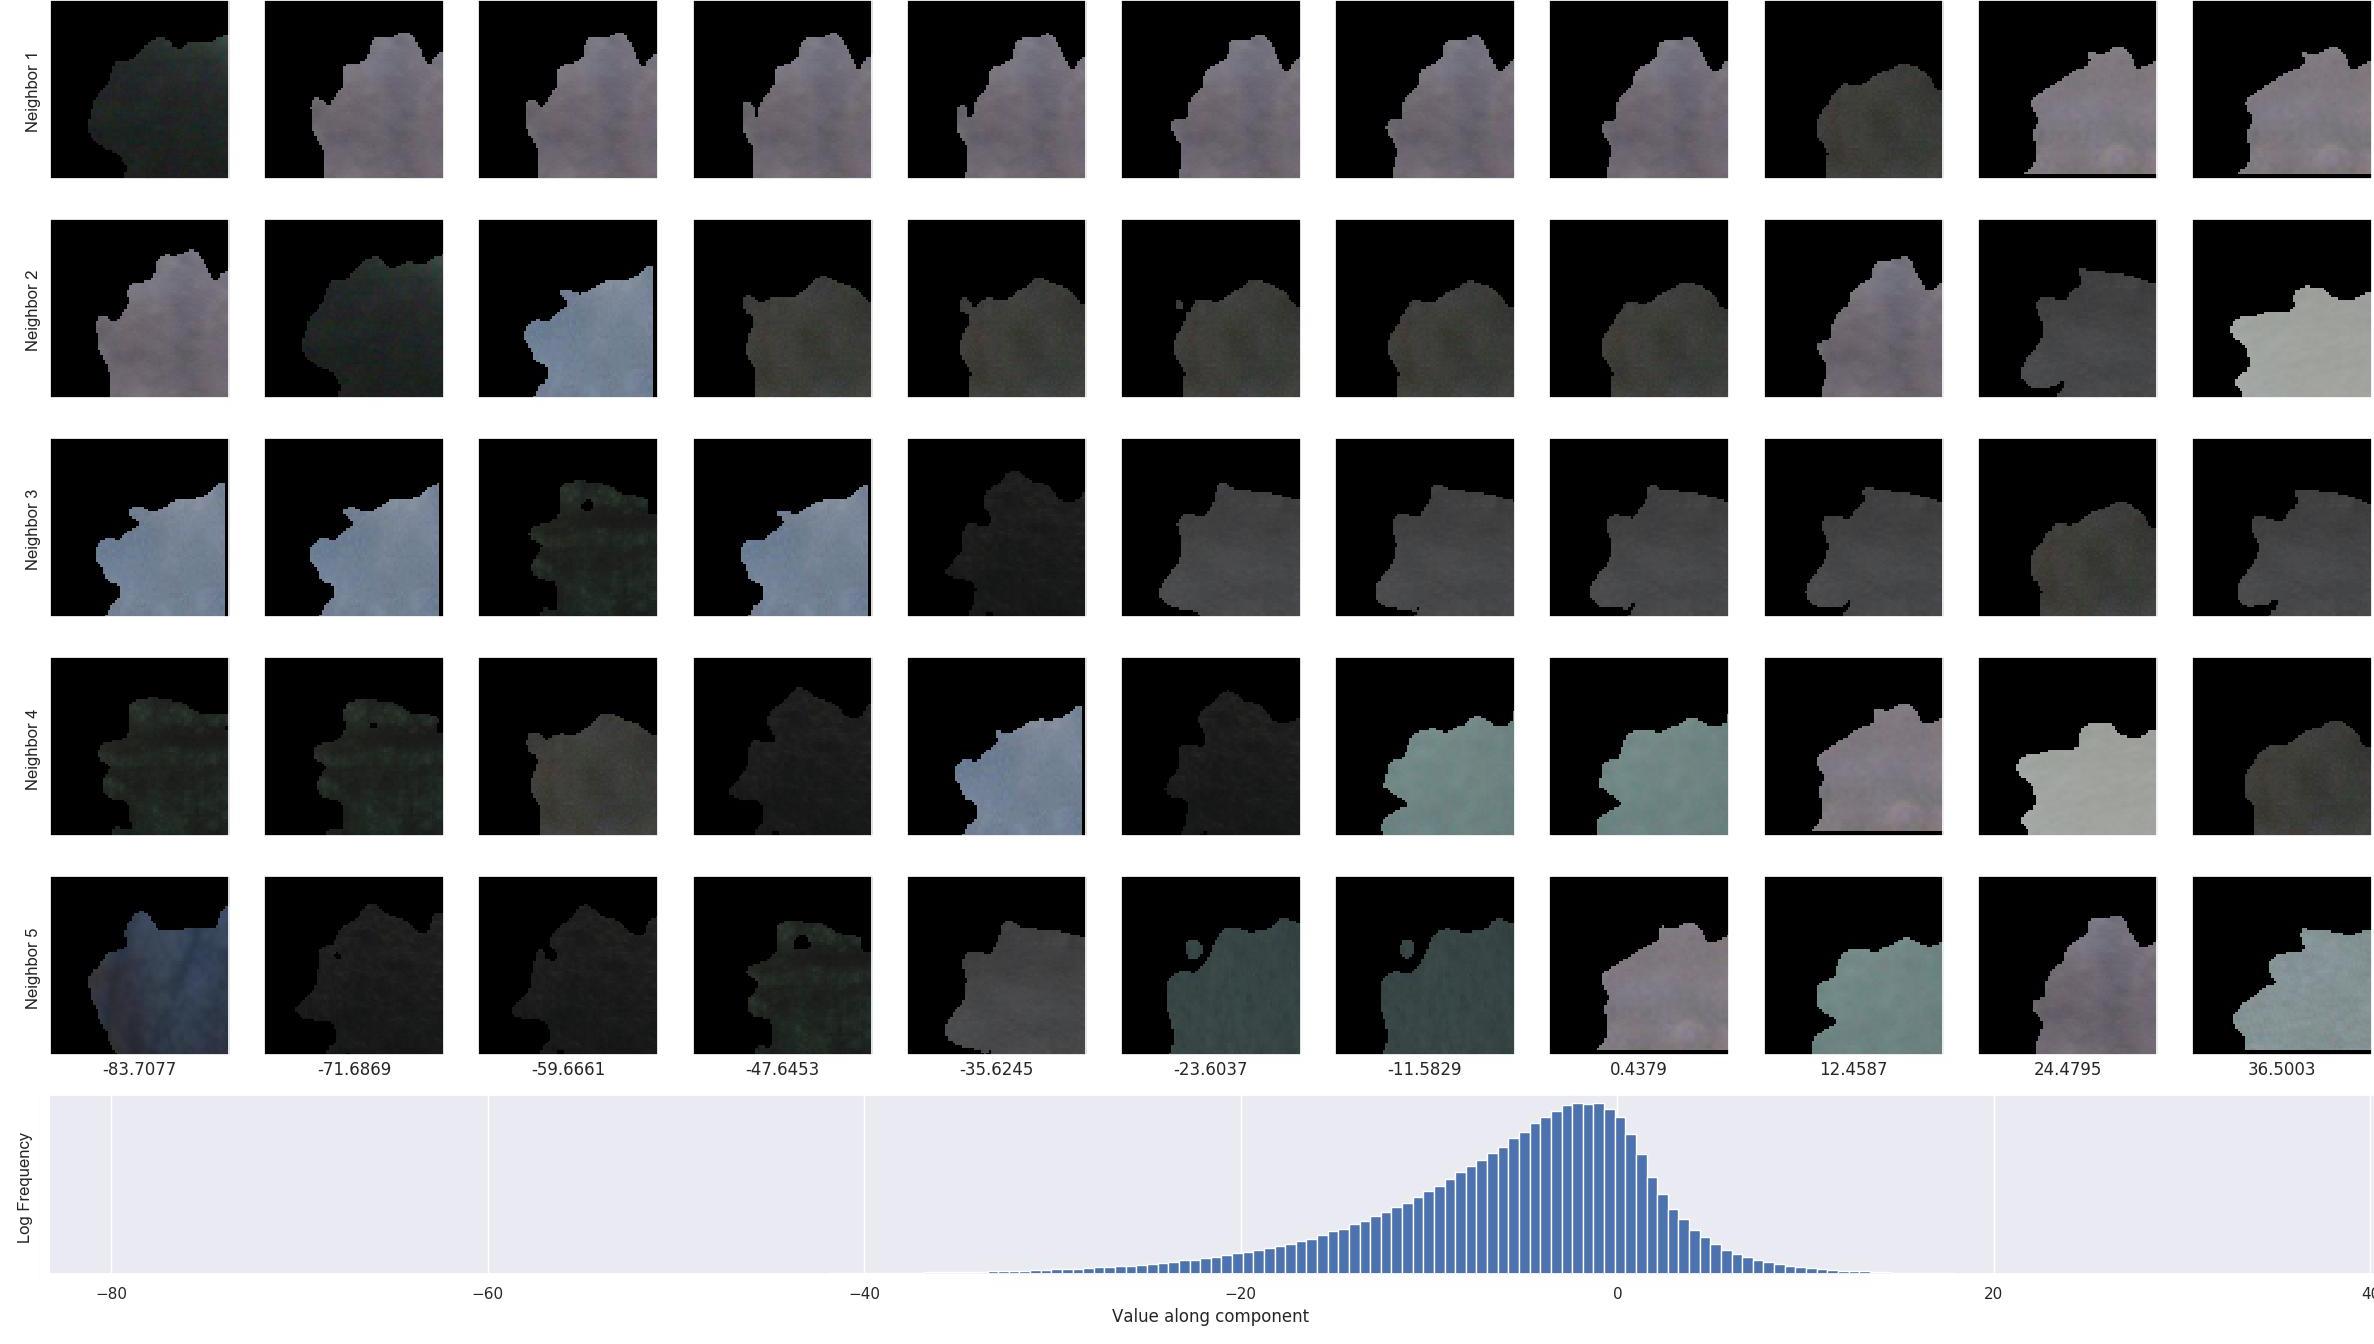 Neighbor 1
Neighbor 2
Neighbor 3
Neighbor 4
Neighbor 5
-83.7077 -71.6869 -59.6661 -47.6453 -35.6245 -23.6037 -11.5829 0.4379 12.4587 24.4795 36.5003
Log Frequency
−80 −60 −40 −20 0 20
Value along component